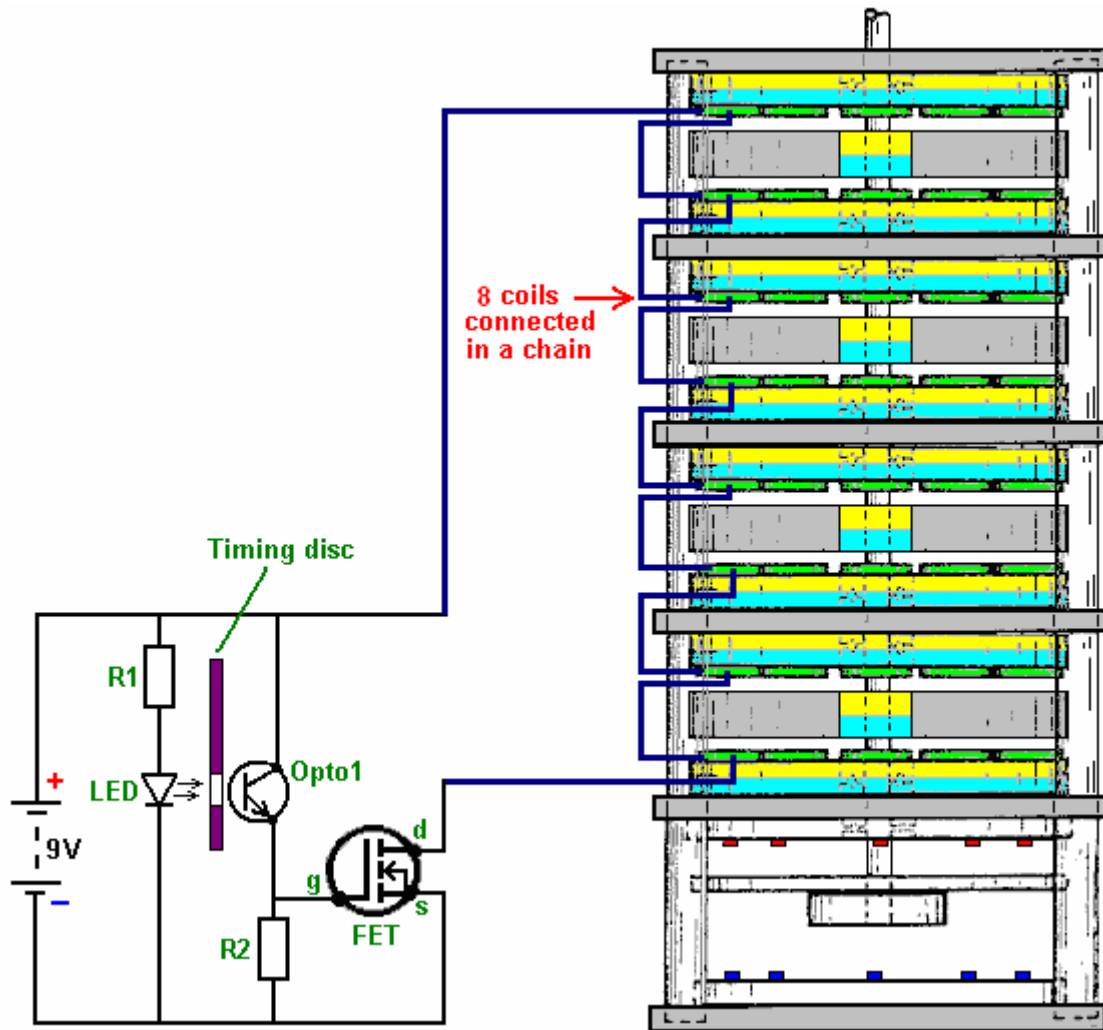 8 coils
connected
in a chain
Timing disc
R1
LED
Opto1
+
9V
−
d
g
s
FET
R2